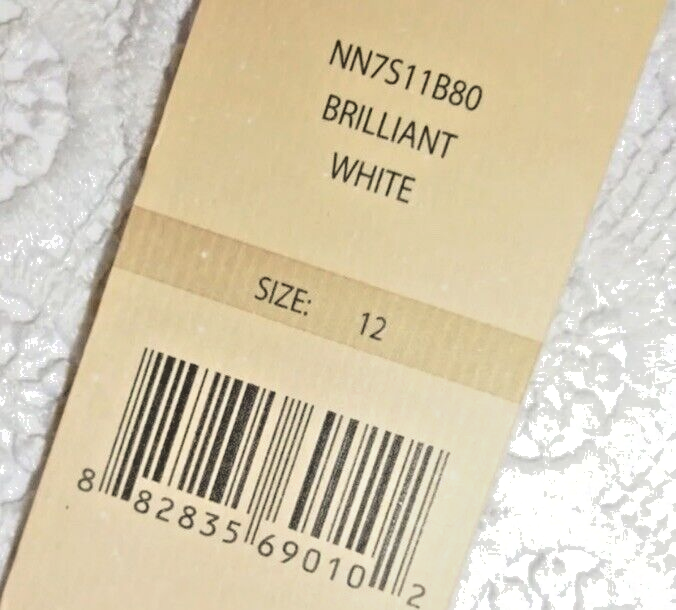 NN7S11B80
BRILLIANT
WHITE
SIZE: 12
8 82835 69010 2